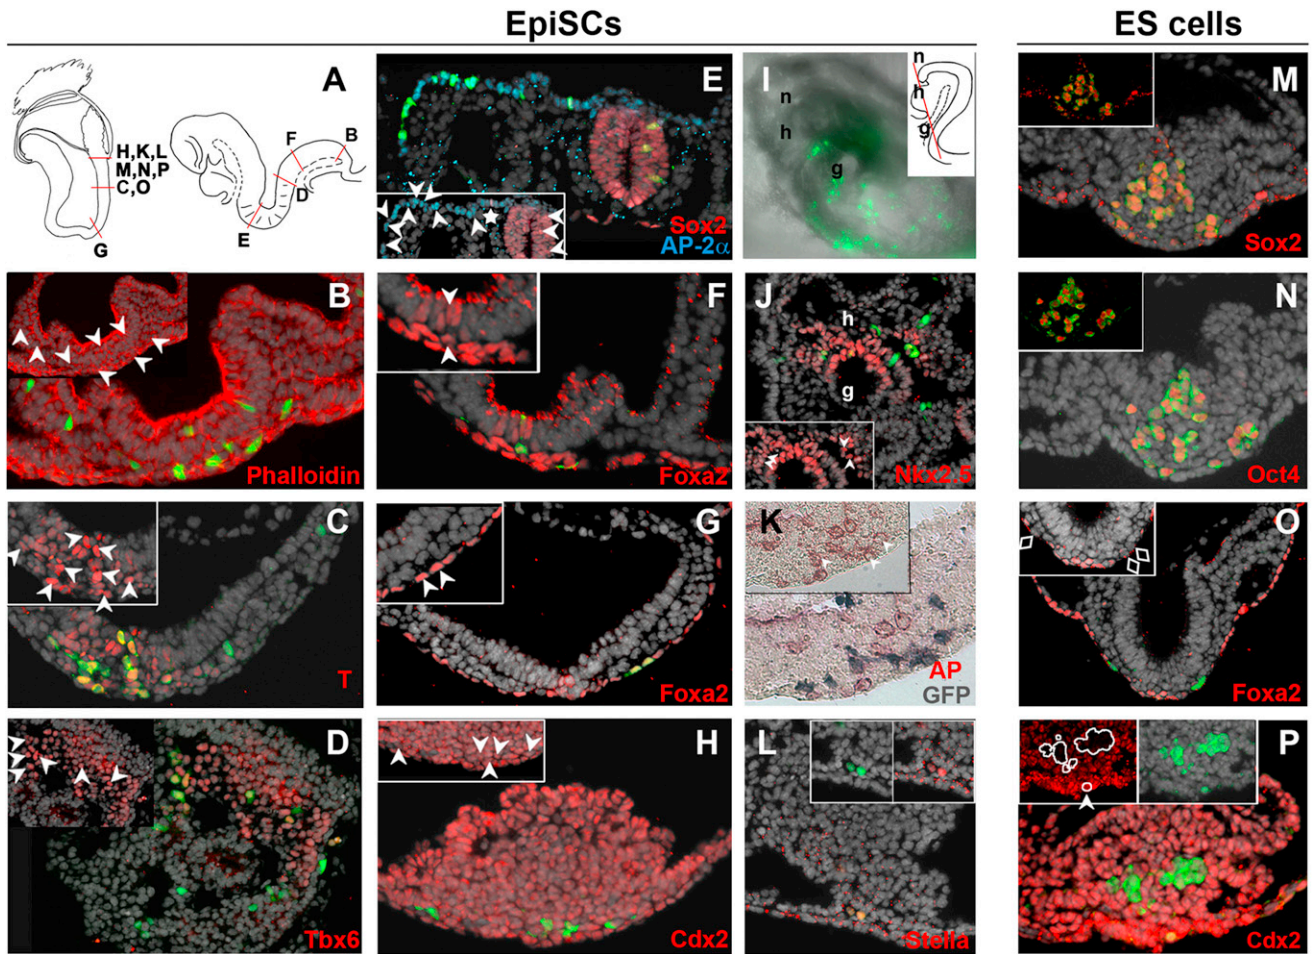 EpiSCs
ES cells
A
H,K,L
M,N,P
C,O
G
F
B
D
E
E
Sox2
AP-2α
I
n
h
g
n
h
g
M
Sox2
B
Phalloidin
F
Foxa2
J
h
g
Nkx2.5
N
Oct4
C
T
G
Foxa2
K
AP
GFP
O
Foxa2
D
Tbx6
H
Cdx2
L
Stella
P
Cdx2